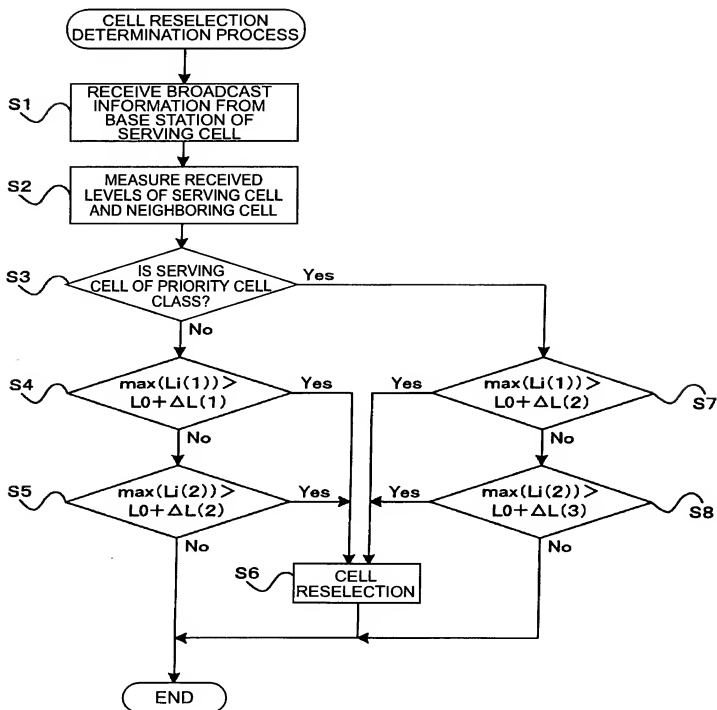 CELL RESELECTION
DETERMINATION PROCESS
S1
RECEIVE BROADCAST
INFORMATION FROM
BASE STATION OF
SERVING CELL
S2
MEASURE RECEIVED
LEVELS OF SERVING CELL
AND NEIGHBORING CELL
S3
IS SERVING
CELL OF PRIORITY CELL
CLASS?
Yes
No
S4
max(Li(1))>
L0+ΔL(1)
Yes
No
Yes
max(Li(1))>
L0+ΔL(2)
S7
No
S5
max(Li(2))>
L0+ΔL(2)
Yes
No
Yes
max(Li(2))>
L0+ΔL(3)
S8
No
S6
CELL
RESELECTION
END